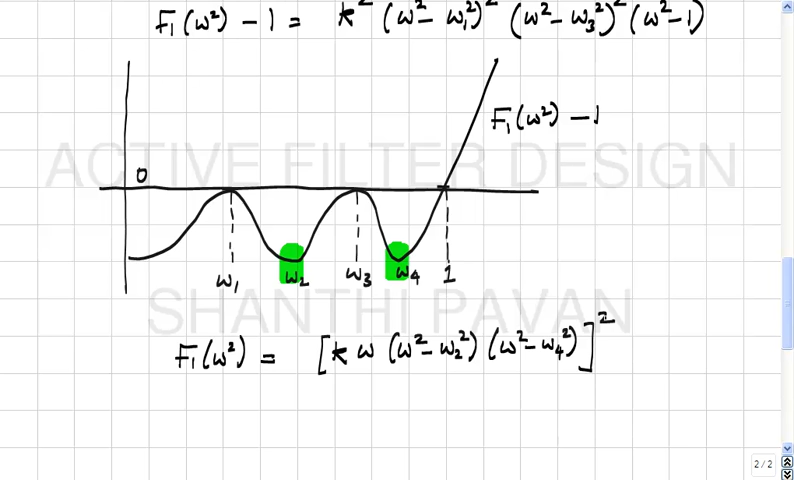 F₁(ω²) − 1 = k² (ω² − ω₁²)² (ω² − ω₃²)² (ω² − 1)
F₁(ω²) − 1
ACTIVE FILTER DESIGN
0
ω₁ ω₂ ω₃ ω₄ 1
SHANTHI PAVAN
F₁(ω²) = [k ω (ω² − ω₂²) (ω² − ω₄²)]²
2 / 2